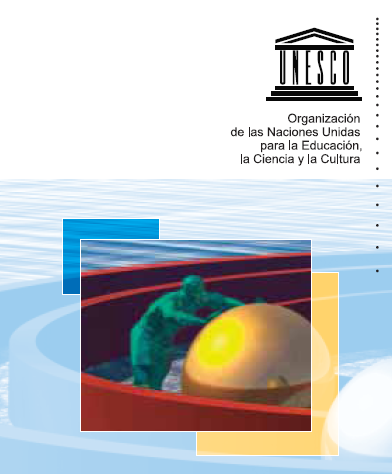 UNESCO
Organización
de las Naciones Unidas
para la Educación,
la Ciencia y la Cultura